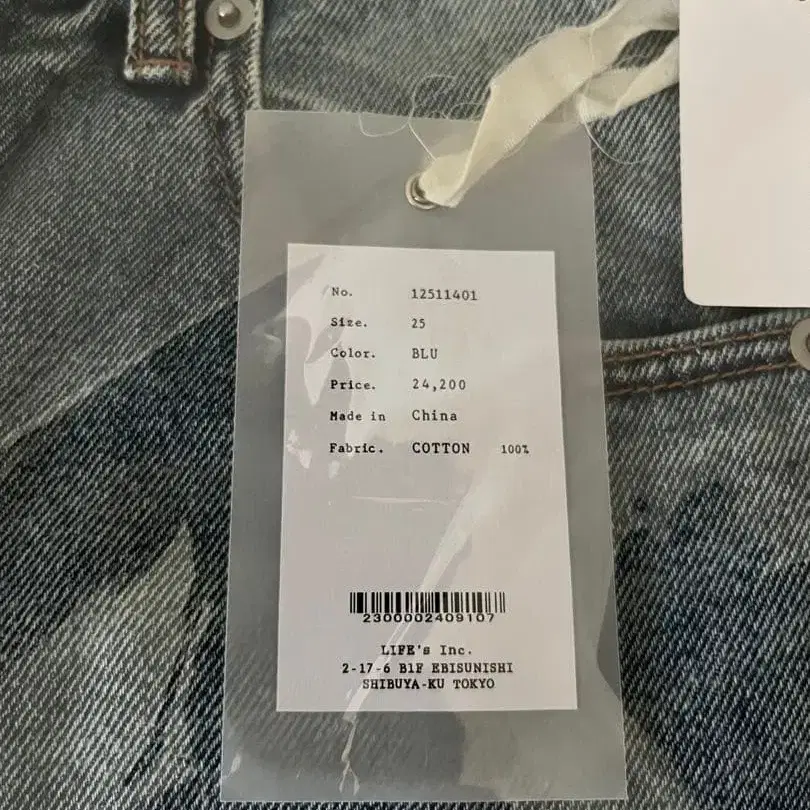 No. 12511401
Size. 25
Color. BLU
Price. 24,200
Made in China
Fabric. COTTON 100%
2300002409107
LIFE's Inc.
2-17-6 B1F EBISUNISHI
SHIBUYA-KU TOKYO